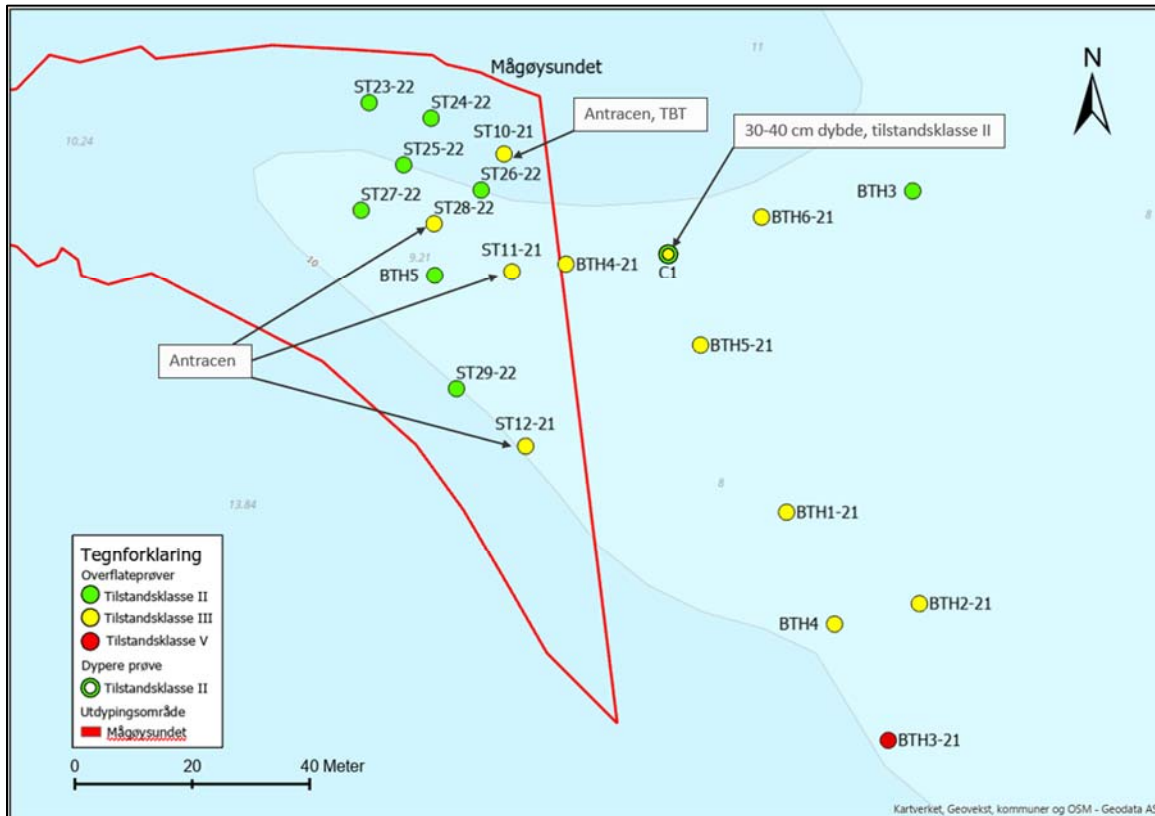 11
Mågøysundet
N
ST23-22
ST24-22
Antracen, TBT
30-40 cm dybde, tilstandsklasse II
10.24
ST10-21
ST25-22
ST26-22
BTH3
ST27-22
ST28-22
BTH6-21
8
9.21
ST11-21
BTH4-21
10
BTH5
C1
BTH5-21
Antracen
ST29-22
ST12-21
8
13.84
BTH1-21
Tegnforklaring
Overflateprøver
Tilstandsklasse II
Tilstandsklasse III
Tilstandsklasse V
Dypere prøve
Tilstandsklasse II
Utdypingsområde
Mågøysundet
BTH2-21
BTH4
BTH3-21
0 20 40 Meter
Kartverket, Geovekst, kommuner og OSM - Geodata AS